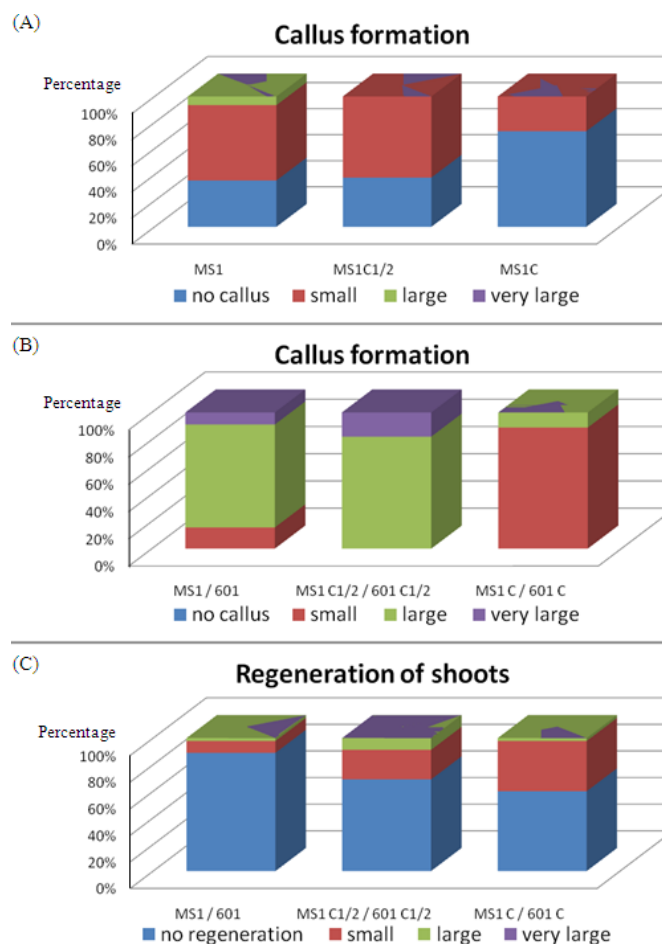 (A)
Callus formation
Percentage
100%
80%
60%
40%
20%
0%
MS1 MS1C1/2 MS1C
no callus small large very large
(B)
Callus formation
Percentage
100%
80%
60%
40%
20%
0%
MS1 / 601 MS1 C1/2 / 601 C1/2 MS1 C / 601 C
no callus small large very large
(C)
Regeneration of shoots
Percentage
100%
80%
60%
40%
20%
0%
MS1 / 601 MS1 C1/2 / 601 C1/2 MS1 C / 601 C
no regeneration small large very large